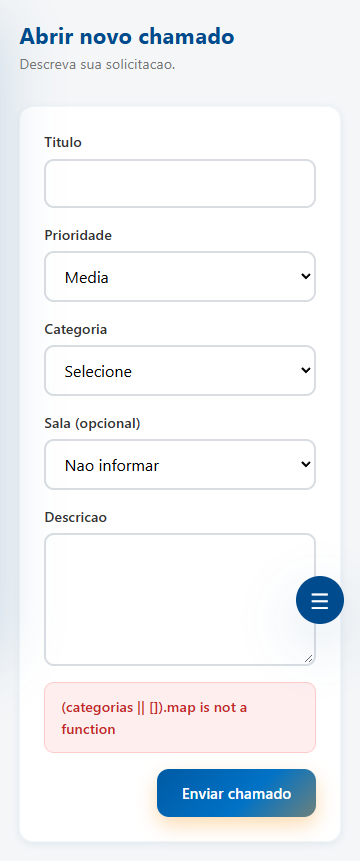 Abrir novo chamado
Descreva sua solicitacao.
Titulo
Prioridade
Media
Categoria
Selecione
Sala (opcional)
Nao informar
Descricao
(categorias || []).map is not a
function
Enviar chamado